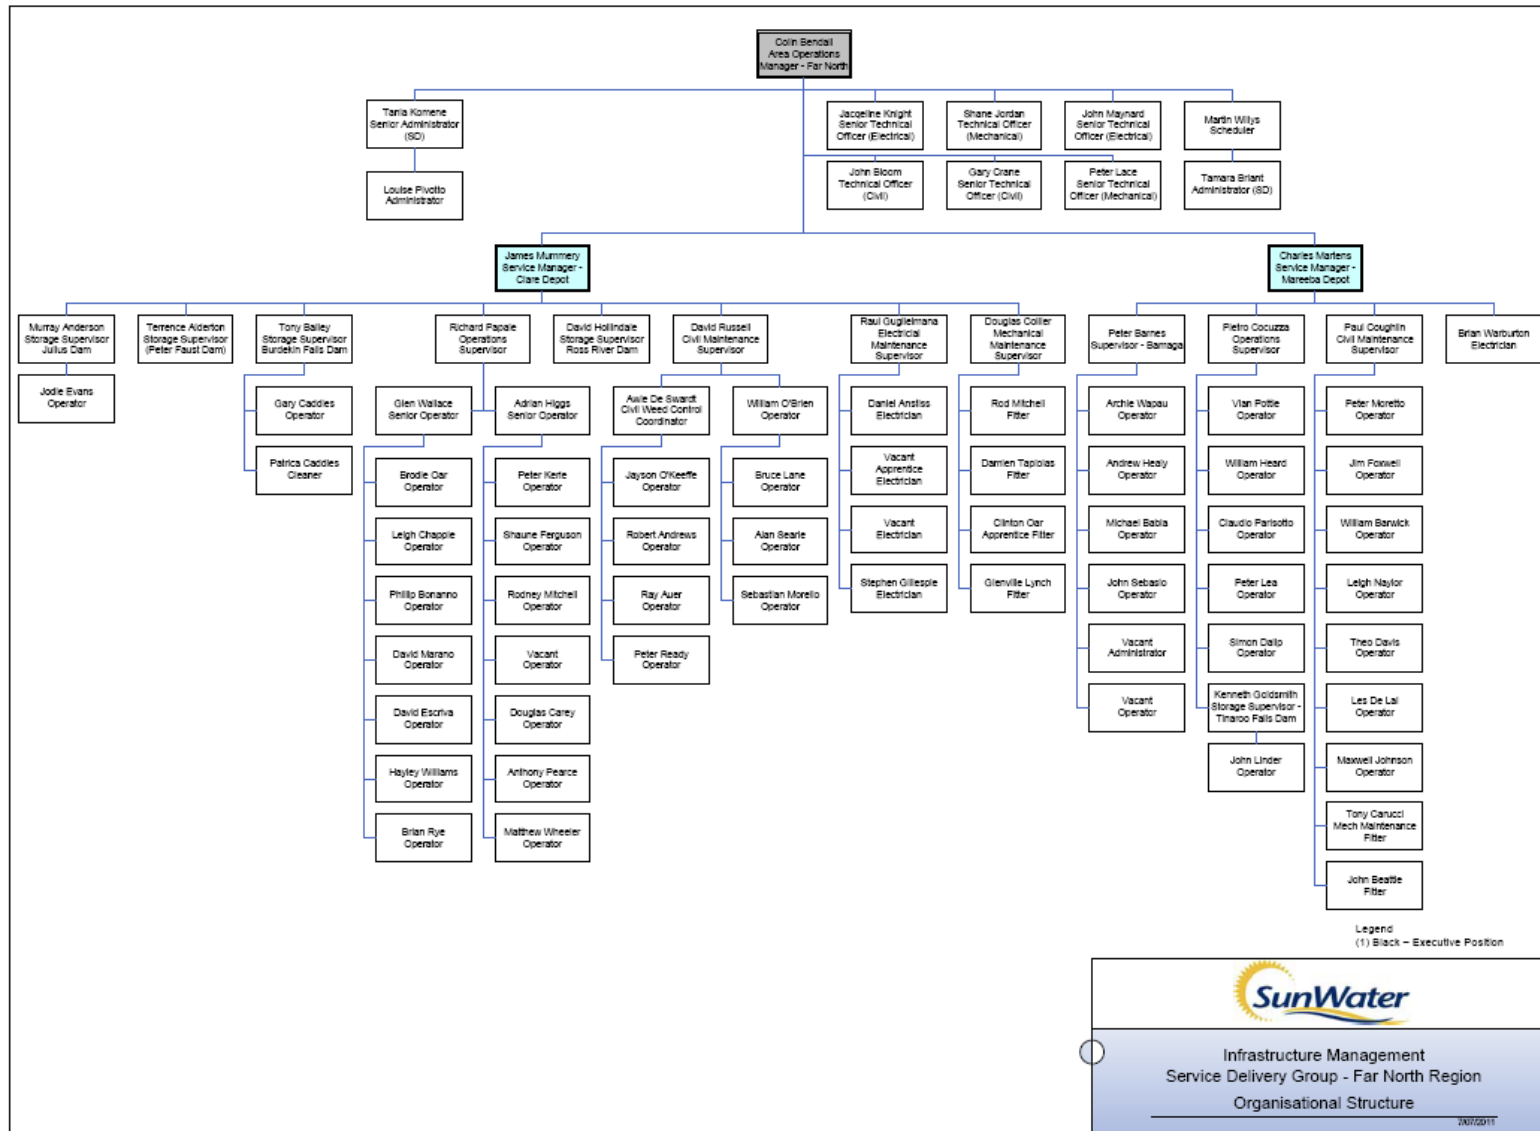 Colin Bendall
Area Operations
Manager - Far North
Tania Komene
Senior Administrator
(SD)
Jacqeline Knight
Senior Technical
Officer (Electrical)
Shane Jordan
Technical Officer
(Mechanical)
John Maynard
Senior Technical
Officer (Electrical)
Martin Willys
Scheduler
Louise Pivotto
Administrator
John Bloom
Technical Officer
(Civil)
Gary Crane
Senior Technical
Officer (Civil)
Peter Lace
Senior Technical
Officer (Mechanical)
Tamara Briant
Administrator (SD)
James Mummery
Service Manager -
Clare Depot
Charles Martens
Service Manager -
Mareeba Depot
Murray Anderson
Storage Supervisor
Julius Dam
Terrence Alderton
Storage Supervisor
(Peter Faust Dam)
Tony Bailey
Storage Supervisor
Burdekin Falls Dam
Richard Papale
Operations
Supervisor
David Hollindale
Storage Supervisor
Ross River Dam
David Russell
Civil Maintenance
Supervisor
Raul Guglielmana
Electricial
Maintenance
Supervisor
Douglas Collier
Mechanical
Maintenance
Supervisor
Peter Barnes
Supervisor - Bamaga
Pietro Cocuzza
Operations
Supervisor
Paul Coughlin
Civil Maintenance
Supervisor
Brian Warburton
Electrician
Jodie Evans
Operator
Gary Caddies
Operator
Glen Wallace
Senior Operator
Adrian Higgs
Senior Operator
Awie De Swardt
Civil Weed Control
Coordinator
William O'Brien
Operator
Daniel Anstiss
Electrician
Rod Mitchell
Fitter
Archie Wapau
Operator
Vian Pottle
Operator
Peter Moretto
Operator
Patrica Caddies
Cleaner
Brodie Oar
Operator
Peter Kerle
Operator
Jayson O'Keeffe
Operator
Bruce Lane
Operator
Vacant
Apprentice
Electrician
Damien Tapiolas
Fitter
Andrew Healy
Operator
William Heard
Operator
Jim Foxwell
Operator
Leigh Chapple
Operator
Shaune Ferguson
Operator
Robert Andrews
Operator
Alan Searle
Operator
Vacant
Electrician
Clinton Oar
Apprentice Fitter
Michael Babia
Operator
Claudio Parisotto
Operator
William Barwick
Operator
Phillip Bonanno
Operator
Rodney Mitchell
Operator
Ray Auer
Operator
Sebastian Morello
Operator
Stephen Gillespie
Electrician
Glenville Lynch
Fitter
John Sebasio
Operator
Peter Lea
Operator
Leigh Naylor
Operator
David Marano
Operator
Vacant
Operator
Peter Ready
Operator
Vacant
Administrator
Simon Dalip
Operator
Theo Davis
Operator
David Escriva
Operator
Douglas Carey
Operator
Vacant
Operator
Kenneth Goldsmith
Storage Supervisor -
Tinaroo Falls Dam
Les De Lai
Operator
Hayley Williams
Operator
Anthony Pearce
Operator
John Linder
Operator
Maxwell Johnson
Operator
Brian Rye
Operator
Matthew Wheeler
Operator
Tony Carucci
Mech Maintenance
Fitter
John Beattie
Fitter
Legend
(1) Black – Executive Position
SunWater
Infrastructure Management
Service Delivery Group - Far North Region
Organisational Structure
7/07/2011